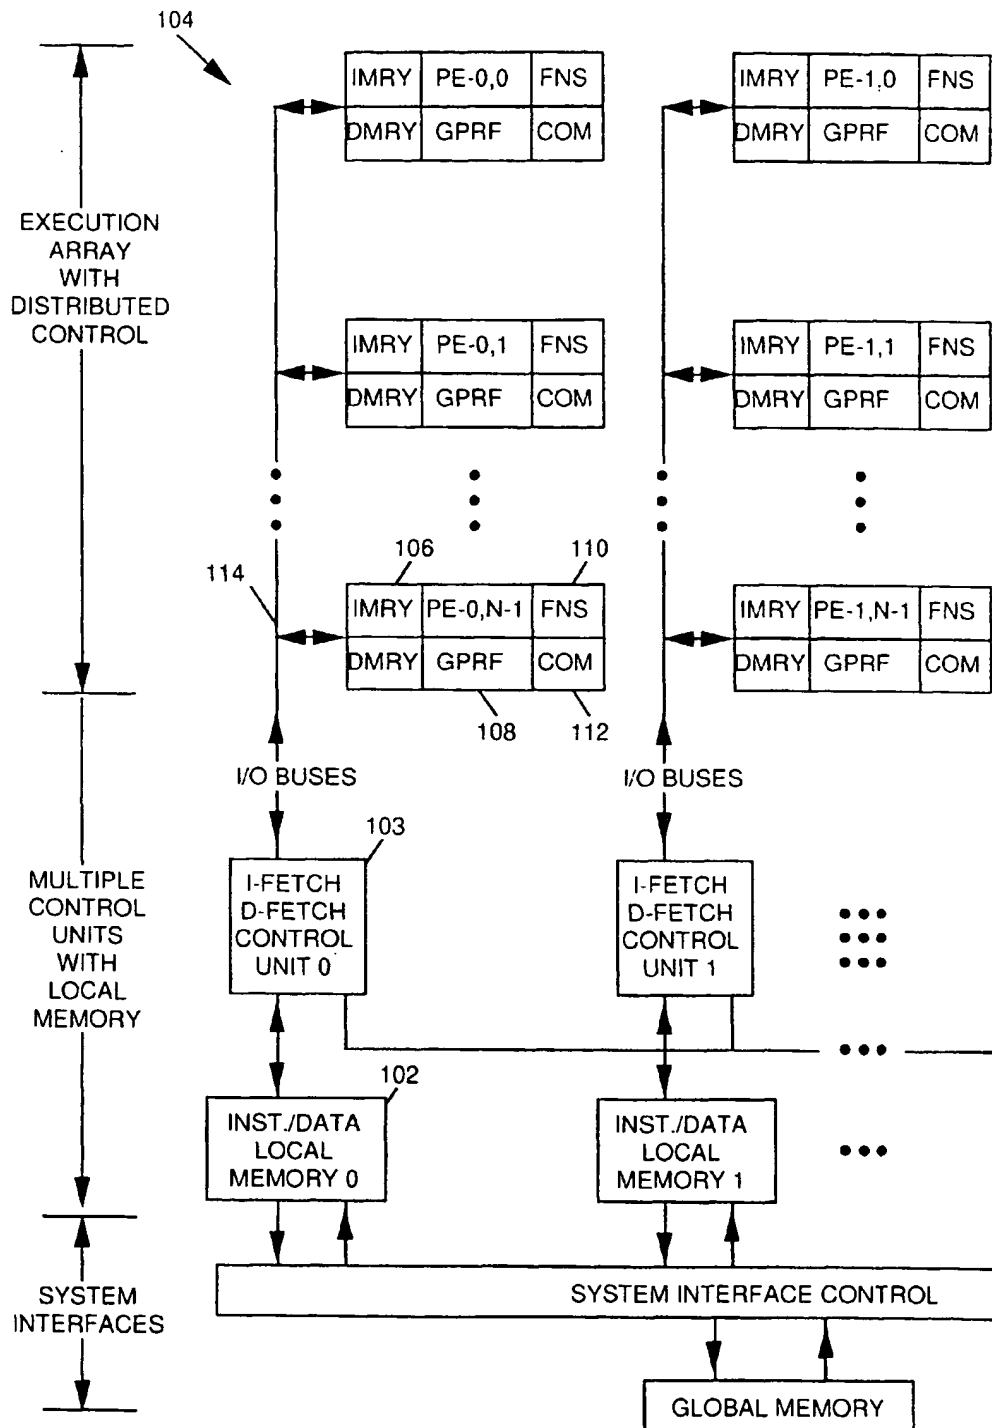 104
IMRY PE-0,0 FNS
DMRY GPRF COM
IMRY PE-1,0 FNS
DMRY GPRF COM
EXECUTION
ARRAY
WITH
DISTRIBUTED
CONTROL
IMRY PE-0,1 FNS
DMRY GPRF COM
IMRY PE-1,1 FNS
DMRY GPRF COM
114
106
110
IMRY PE-0,N-1 FNS
DMRY GPRF COM
108
112
IMRY PE-1,N-1 FNS
DMRY GPRF COM
I/O BUSES
I/O BUSES
MULTIPLE
CONTROL
UNITS
WITH
LOCAL
MEMORY
103
I-FETCH
D-FETCH
CONTROL
UNIT 0
I-FETCH
D-FETCH
CONTROL
UNIT 1
102
INST./DATA
LOCAL
MEMORY 0
INST./DATA
LOCAL
MEMORY 1
SYSTEM
INTERFACES
SYSTEM INTERFACE CONTROL
GLOBAL MEMORY